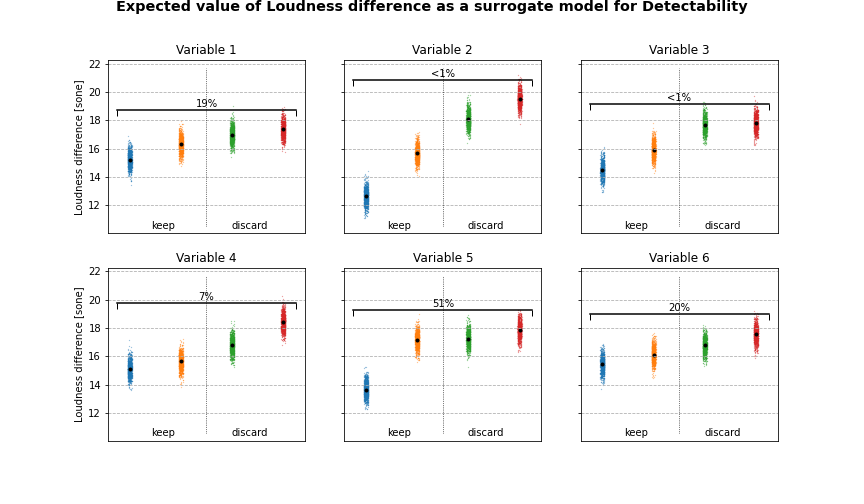 Expected value of Loudness difference as a surrogate model for Detectability
Variable 1
Variable 2
Variable 3
Loudness difference [sone]
22
20
18
16
14
12
19%
<1%
<1%
keep discard
keep discard
keep discard
Variable 4
Variable 5
Variable 6
Loudness difference [sone]
22
20
18
16
14
12
7%
51%
20%
keep discard
keep discard
keep discard